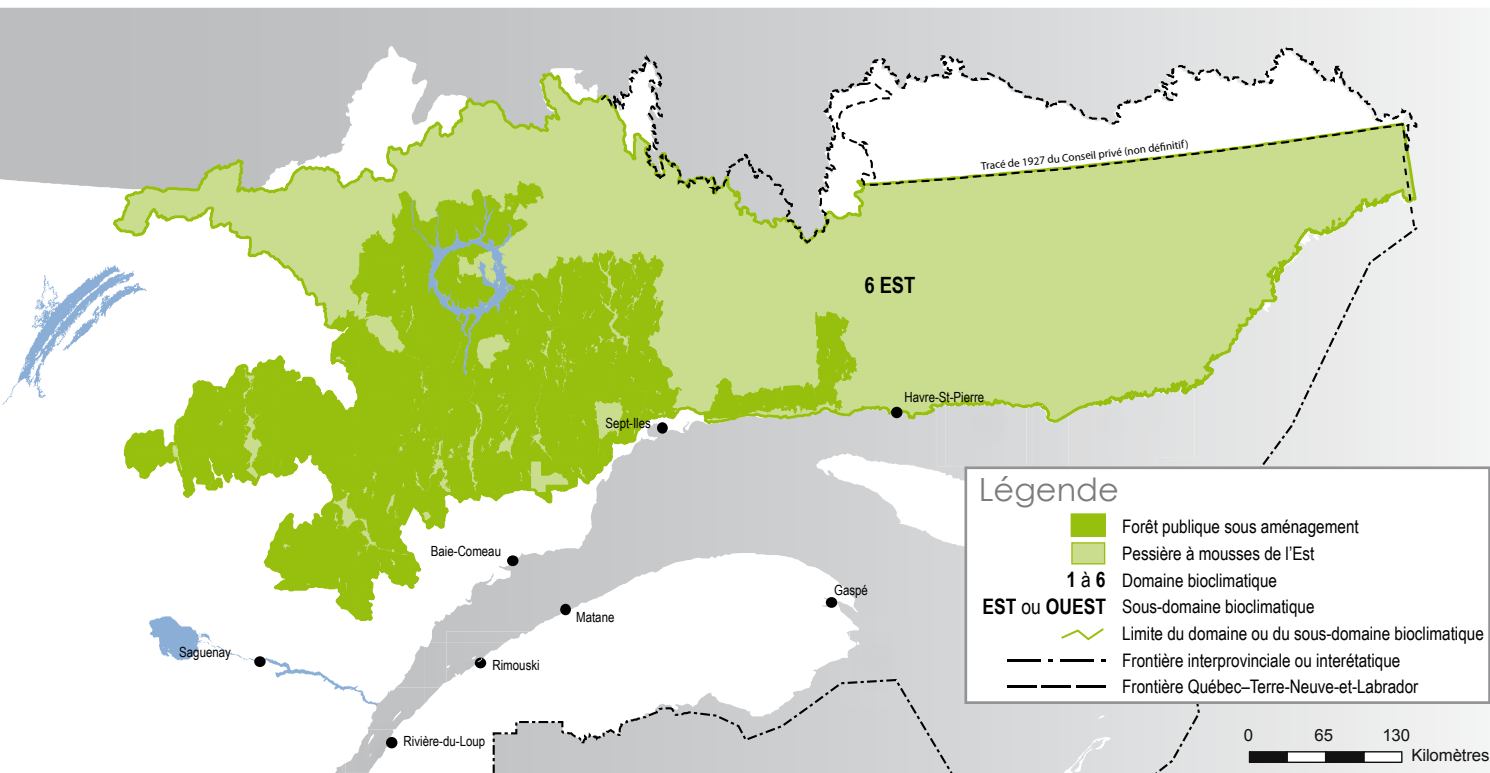 Tracé de 1927 du Conseil privé (non définitif)
6 EST
Havre-St-Pierre
Sept-Iles
Baie-Comeau
Gaspé
Matane
Saguenay
Rimouski
Rivière-du-Loup
Légende
Forêt publique sous aménagement
Pessière à mousses de l'Est
1 à 6 Domaine bioclimatique
EST ou OUEST Sous-domaine bioclimatique
Limite du domaine ou du sous-domaine bioclimatique
Frontière interprovinciale ou interétatique
Frontière Québec–Terre-Neuve-et-Labrador
0 65 130
Kilomètres